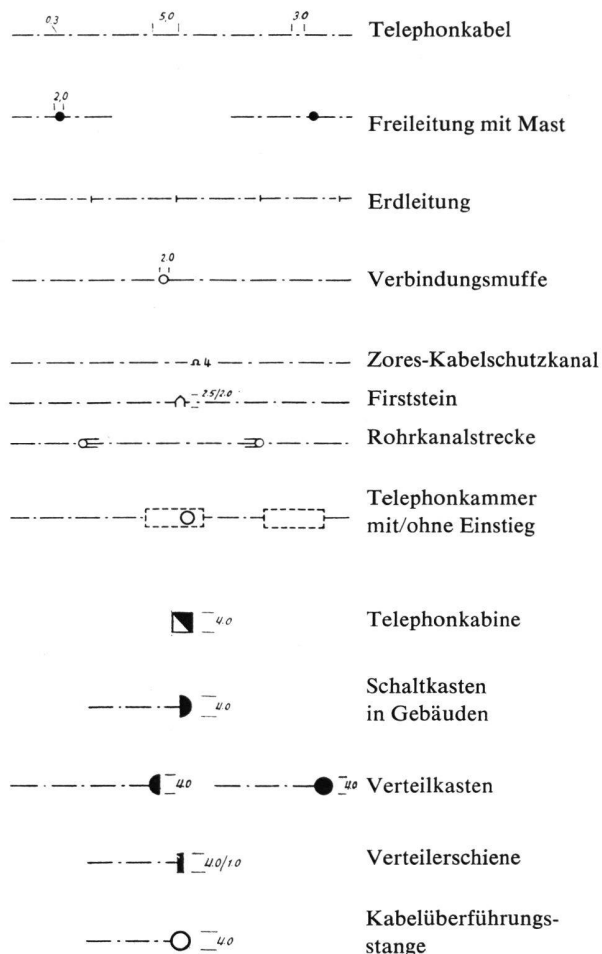 0,3 5,0 3.0
Telephonkabel
2,0
Freileitung mit Mast
Erdleitung
2.0
Verbindungsmuffe
4
Zores-Kabelschutzkanal
2.5/2.0
Firststein
Rohrkanalstrecke
Telephonkammer
mit/ohne Einstieg
4.0
Telephonkabine
4.0
Schaltkasten
in Gebäuden
4.0 4.0
Verteilkasten
4.0/1.0
Verteilerschiene
4.0
Kabelüberführungs-
stange